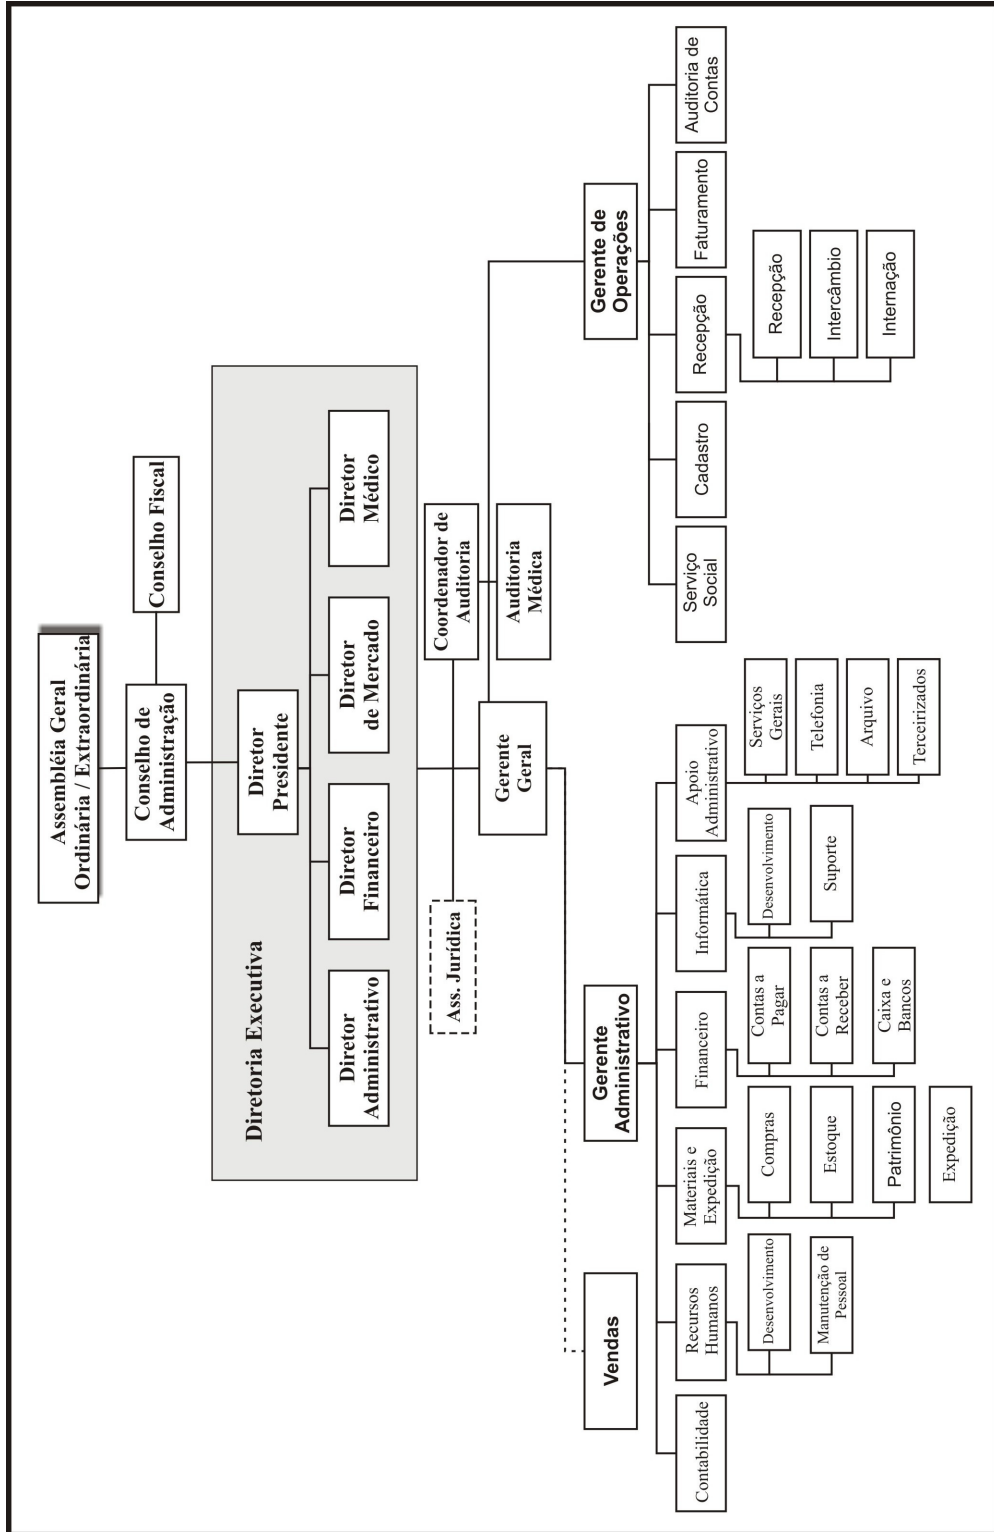 Assembléia Geral
Ordinária / Extraordinária
Conselho de
Administração
Conselho Fiscal
Diretoria Executiva
Diretor
Presidente
Diretor
Administrativo
Diretor
Financeiro
Diretor
de Mercado
Diretor
Médico
Ass. Jurídica
Coordenador de
Auditoria
Gerente
Geral
Auditoria
Médica
Vendas
Gerente
Administrativo
Gerente de
Operações
Contabilidade
Recursos
Humanos
Materiais e
Expedição
Financeiro
Informática
Apoio
Administrativo
Serviço
Social
Cadastro
Recepção
Faturamento
Auditoria de
Contas
Desenvolvimento
Manutenção de
Pessoal
Compras
Estoque
Patrimônio
Expedição
Contas a
Pagar
Contas a
Receber
Caixa e
Bancos
Desenvolvimento
Suporte
Serviços
Gerais
Telefonia
Arquivo
Terceirizados
Recepção
Intercâmbio
Internação